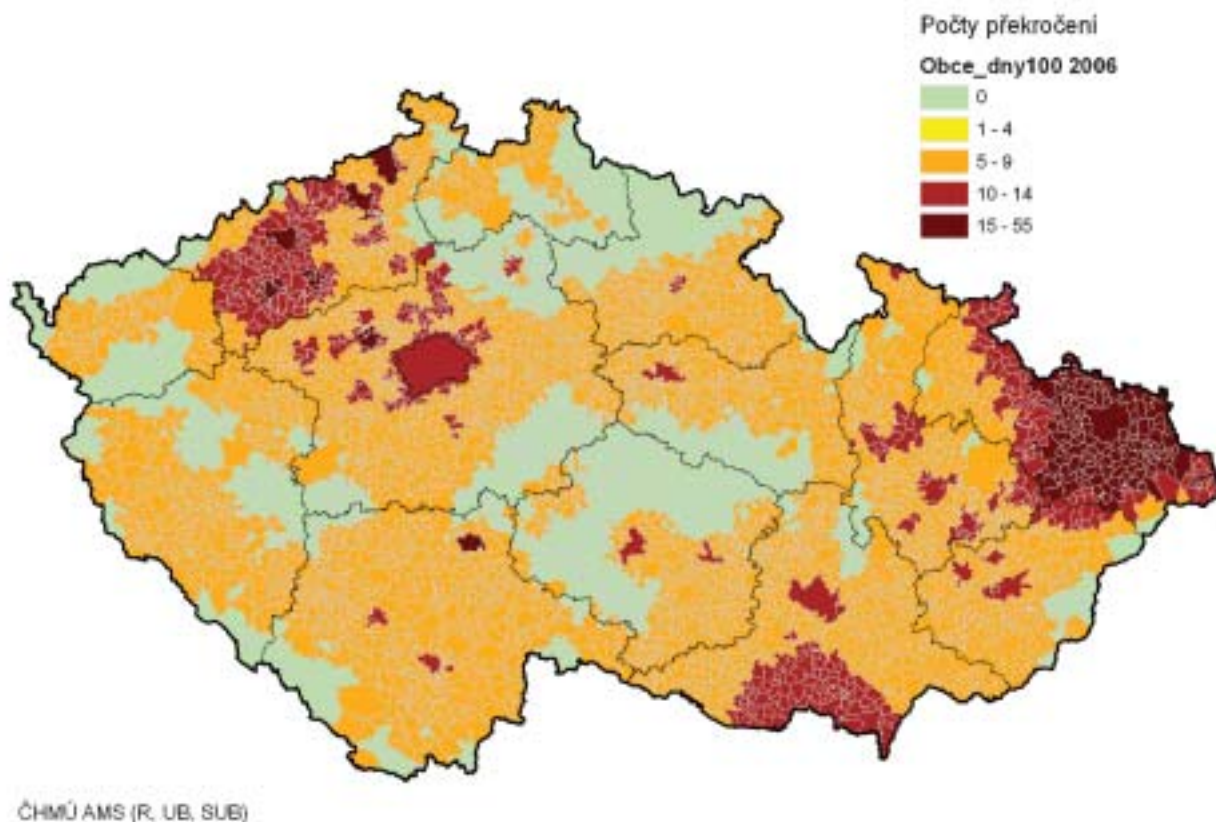 Počty překročení
Obce_dny100 2006
0
1 - 4
5 - 9
10 - 14
15 - 55
ČHMÚ AMS (R, UB, SUB)